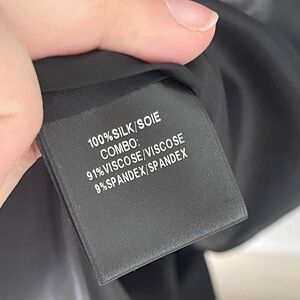 100%SILK/SOIE
COMBO:
91%VISCOSE/VISCOSE
9%SPANDEX/SPANDEX